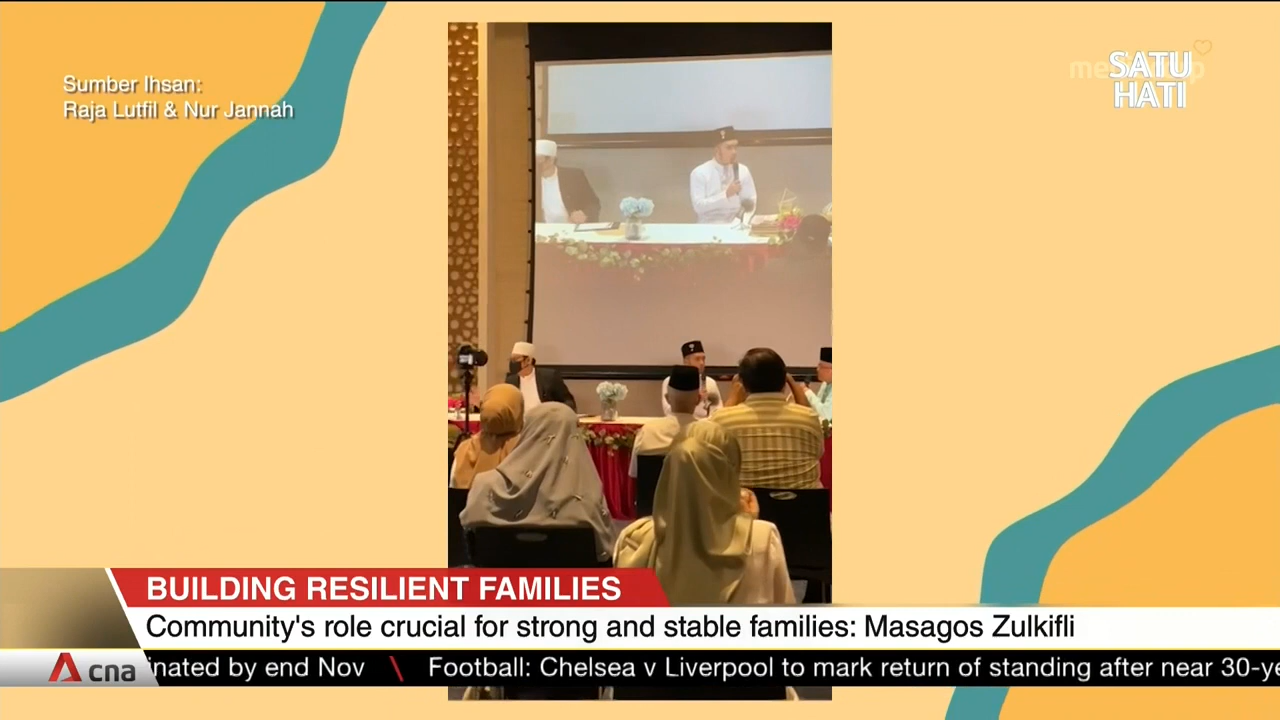 Sumber Ihsan:
Raja Lutfil & Nur Jannah
SATU
HATI
BUILDING RESILIENT FAMILIES
Community's role crucial for strong and stable families: Masagos Zulkifli
cna
inated by end Nov \ Football: Chelsea v Liverpool to mark return of standing after near 30-ye